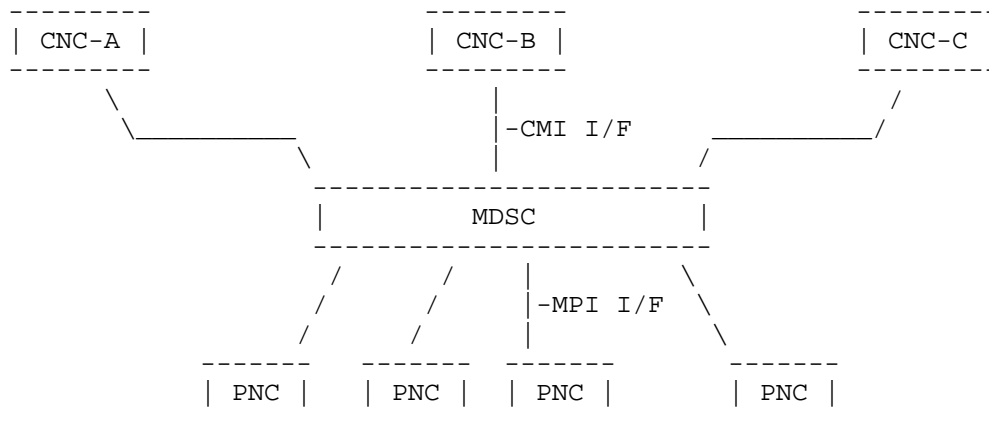 CNC-A CNC-B CNC-C
CMI I/F
MDSC
MPI I/F
PNC PNC PNC PNC